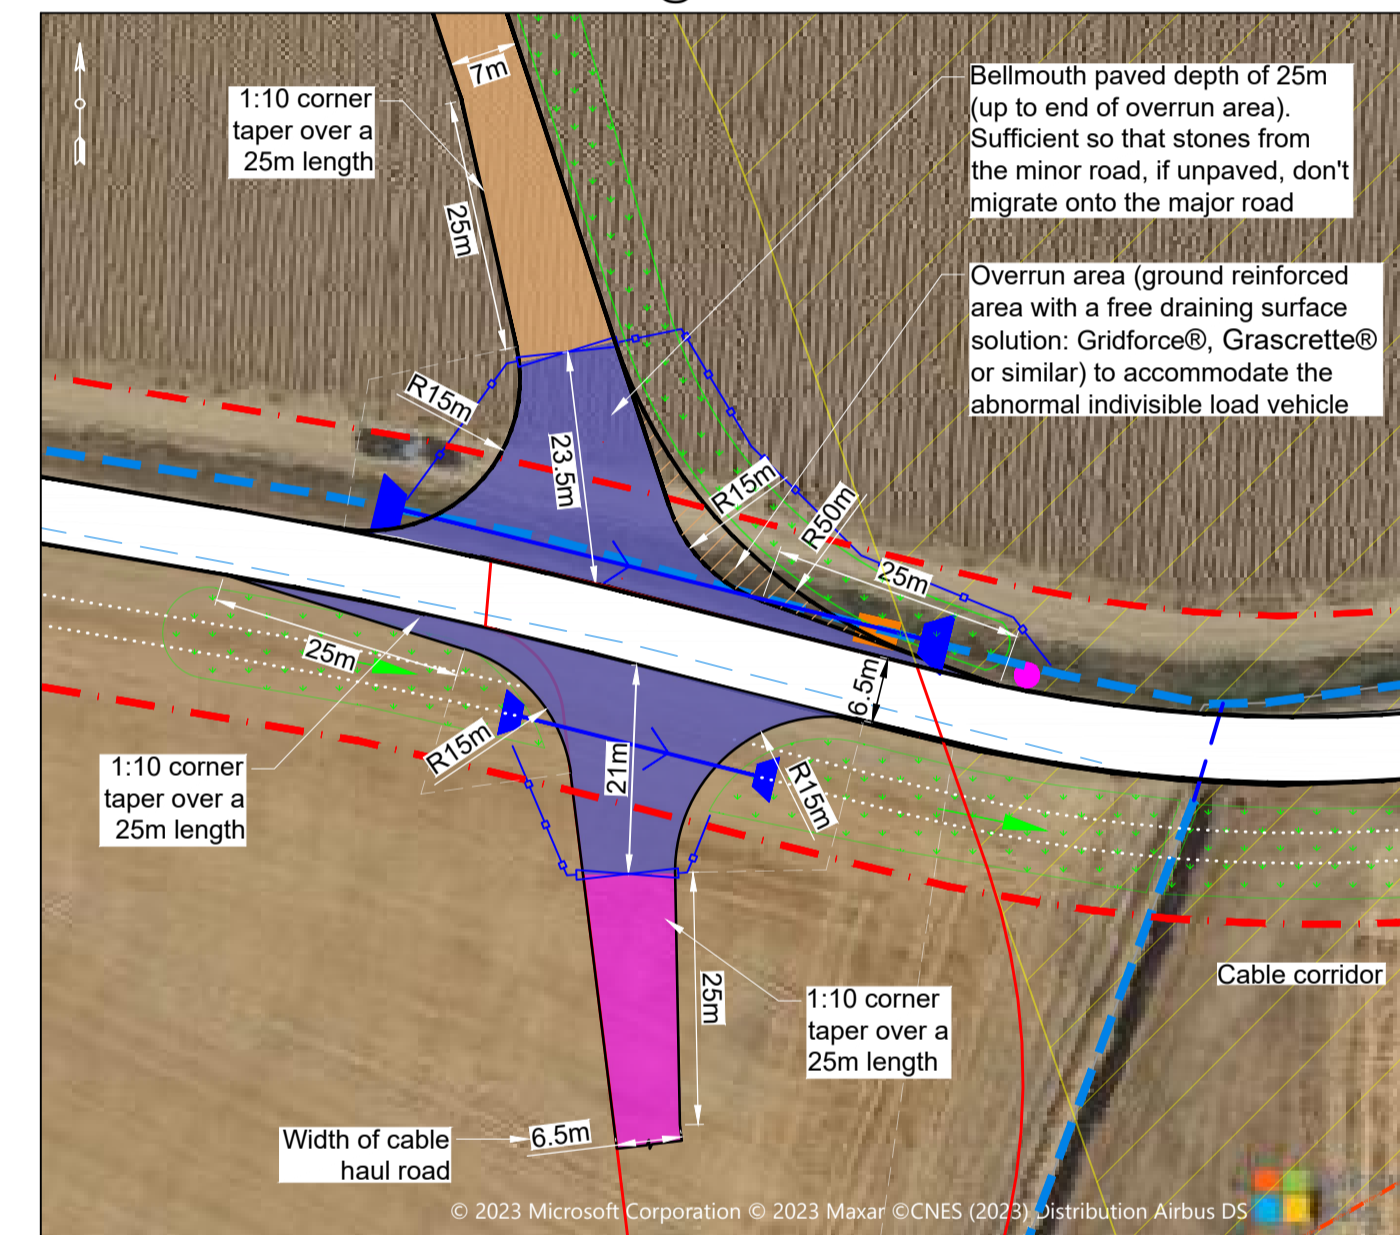 7m
1:10 corner
taper over a
25m length
Bellmouth paved depth of 25m
(up to end of overrun area).
Sufficient so that stones from
the minor road, if unpaved, don't
migrate onto the major road
25m
Overrun area (ground reinforced
area with a free draining surface
solution: Gridforce®, Grascrette®
or similar) to accommodate the
abnormal indivisible load vehicle
R15m
23.5m
R15m
R50m
25m
25m
6.5m
R15m
21m
R15m
1:10 corner
taper over a
25m length
Cable corridor
25m
1:10 corner
taper over a
25m length
Width of cable
haul road
6.5m
© 2023 Microsoft Corporation © 2023 Maxar ©CNES (2023) Distribution Airbus DS